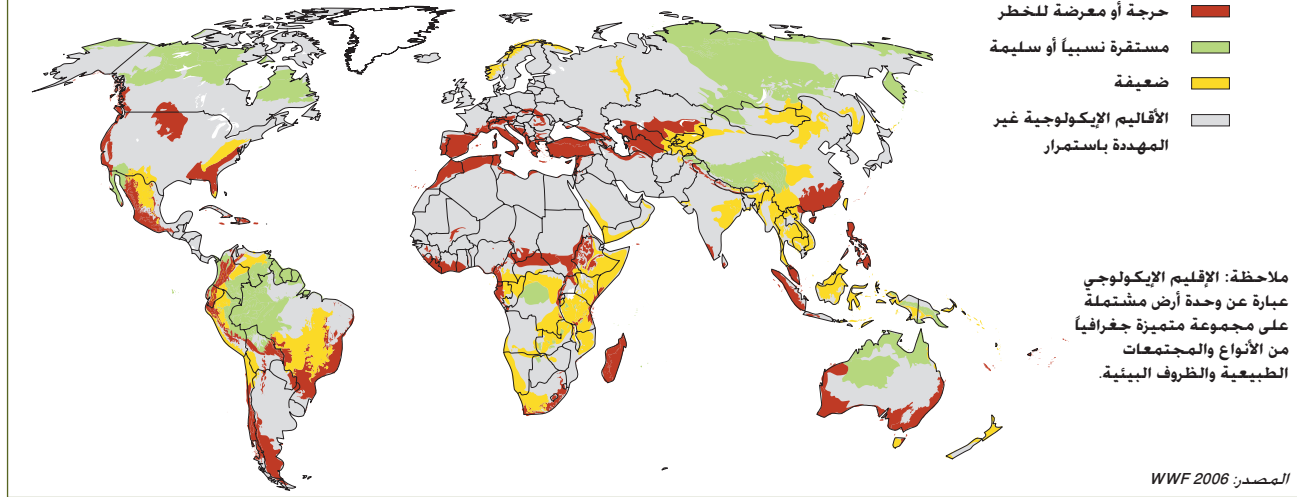 حرجة أو معرضة للخطر
مستقرة نسبياً أو سليمة
ضعيفة
الأقاليم الإيكولوجية غير
المهددة باستمرار
ملاحظة: الإقليم الإيكولوجي
عبارة عن وحدة أرض مشتملة
على مجموعة متميزة جغرافياً
من الأنواع والمجتمعات
الطبيعية والظروف البيئية.
المصدر: WWF 2006